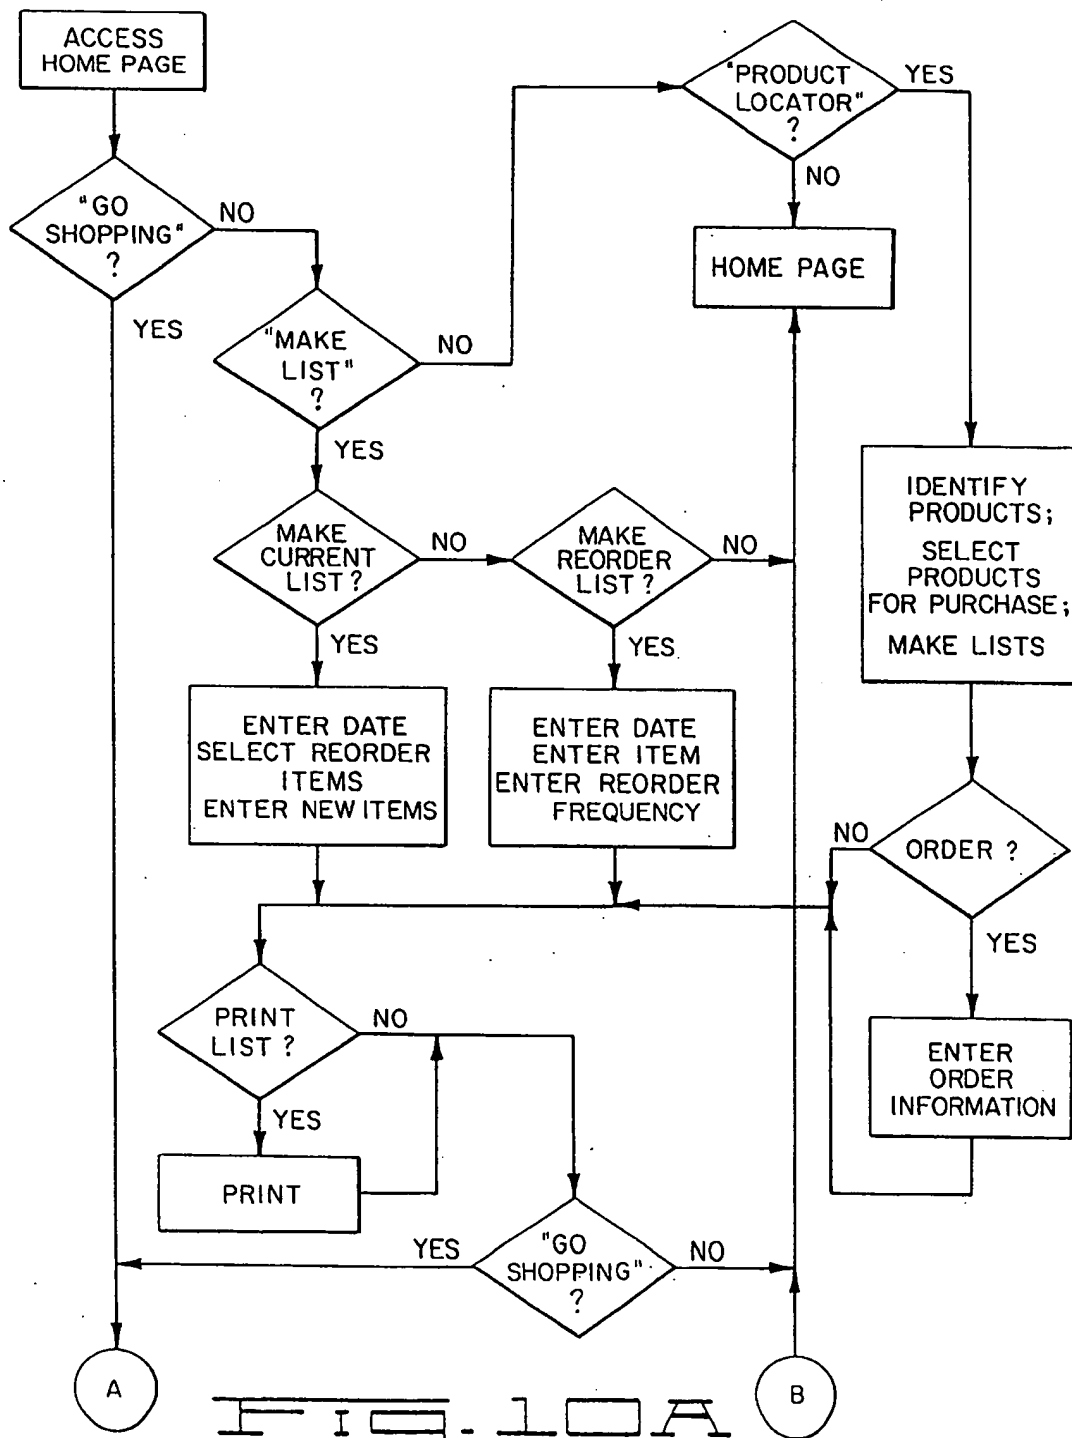 ACCESS
HOME PAGE
"GO
SHOPPING"
?
NO
YES
"MAKE
LIST"
?
NO
YES
"PRODUCT
LOCATOR"
?
YES
NO
HOME PAGE
MAKE
CURRENT
LIST?
NO
YES
MAKE
REORDER
LIST?
NO
YES
IDENTIFY
PRODUCTS;
SELECT
PRODUCTS
FOR PURCHASE;
MAKE LISTS
ENTER DATE
SELECT REORDER
ITEMS
ENTER NEW ITEMS
ENTER DATE
ENTER ITEM
ENTER REORDER
FREQUENCY
NO
ORDER ?
YES
ENTER
ORDER
INFORMATION
PRINT
LIST ?
NO
YES
PRINT
YES
"GO
SHOPPING"
?
NO
A
B
FIG. 10A